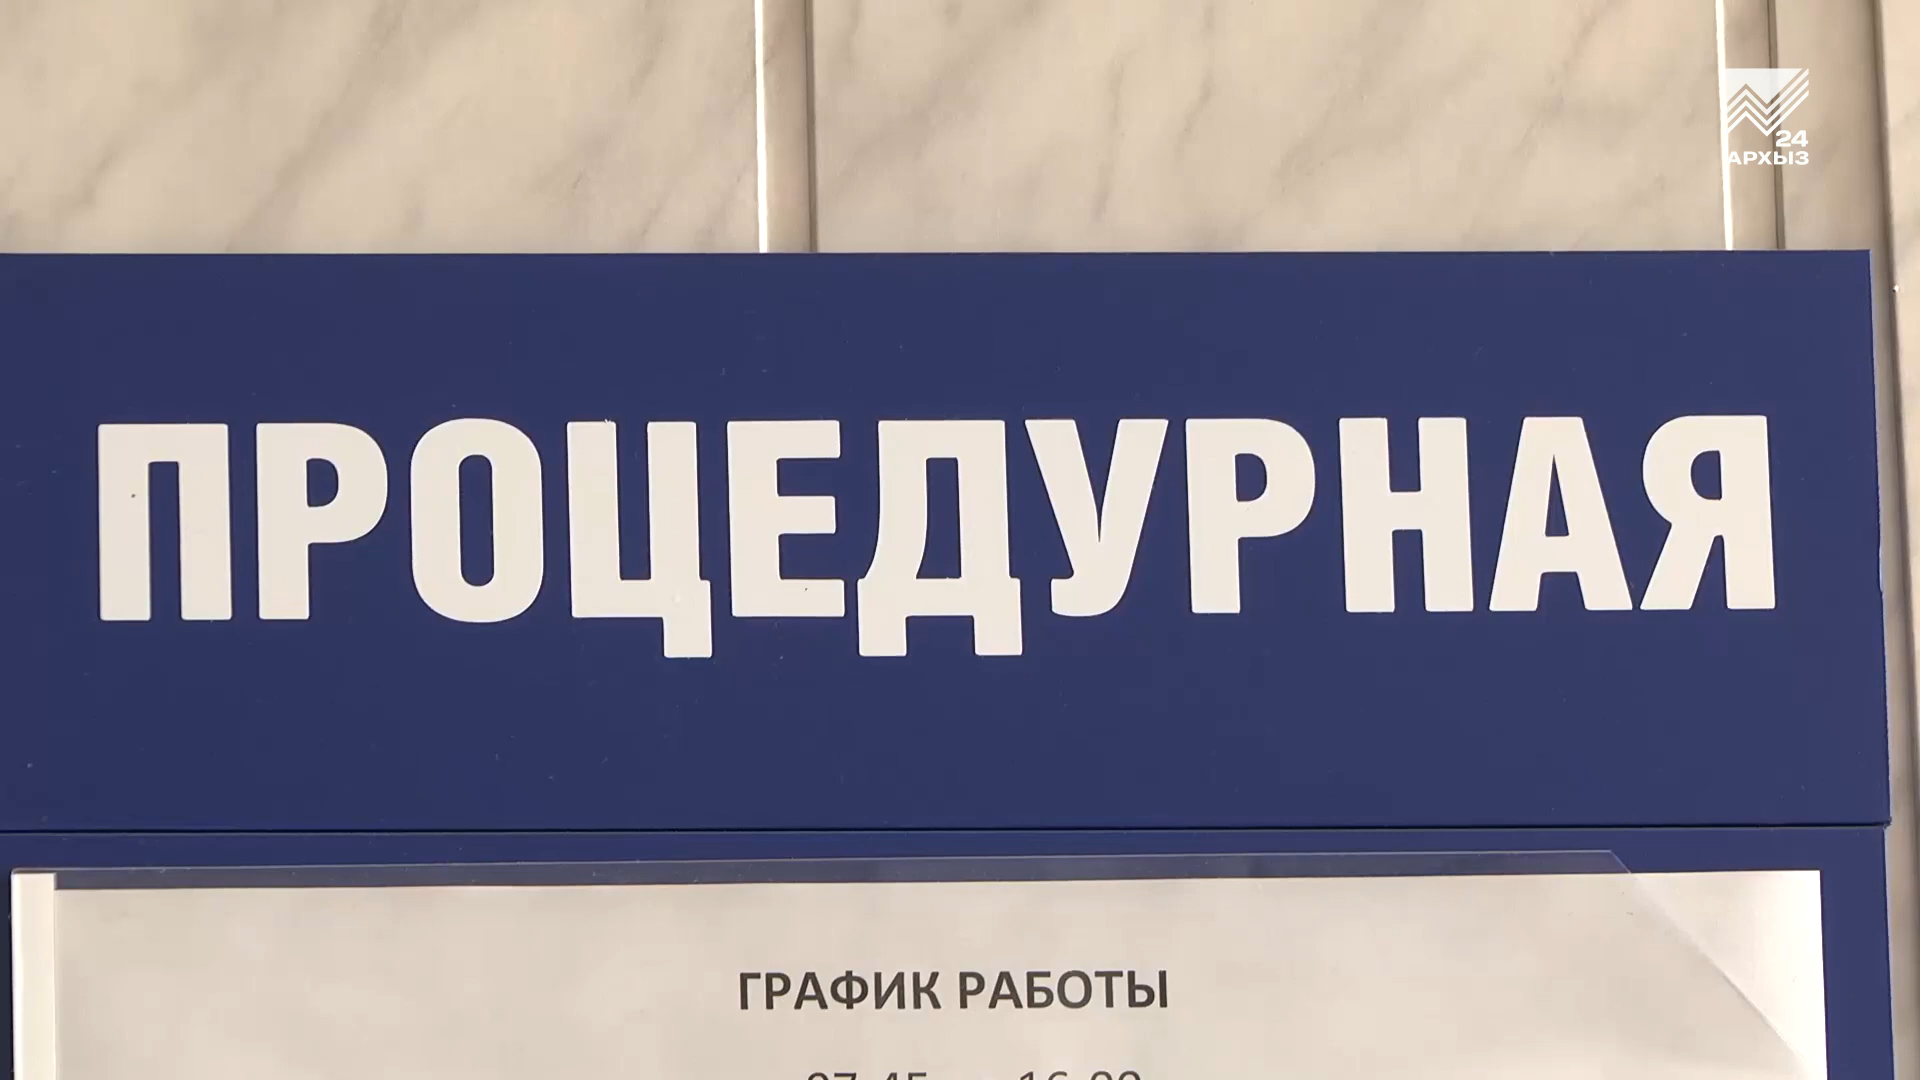 24
АРХЫЗ
ПРОЦЕДУРНАЯ
ГРАФИК РАБОТЫ